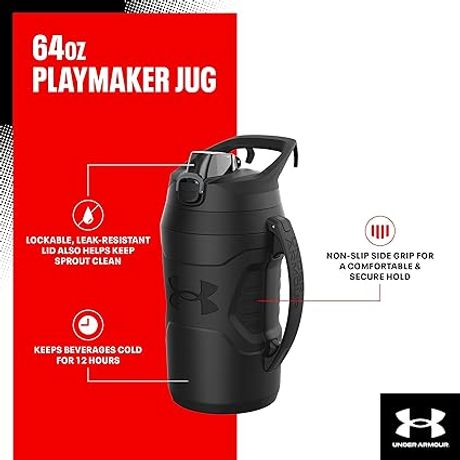 64oz
PLAYMAKER JUG
LOCKABLE, LEAK-RESISTANT
LID ALSO HELPS KEEP
SPROUT CLEAN
NON-SLIP SIDE GRIP FOR
A COMFORTABLE &
SECURE HOLD
KEEPS BEVERAGES COLD
FOR 12 HOURS
UNDER ARMOUR